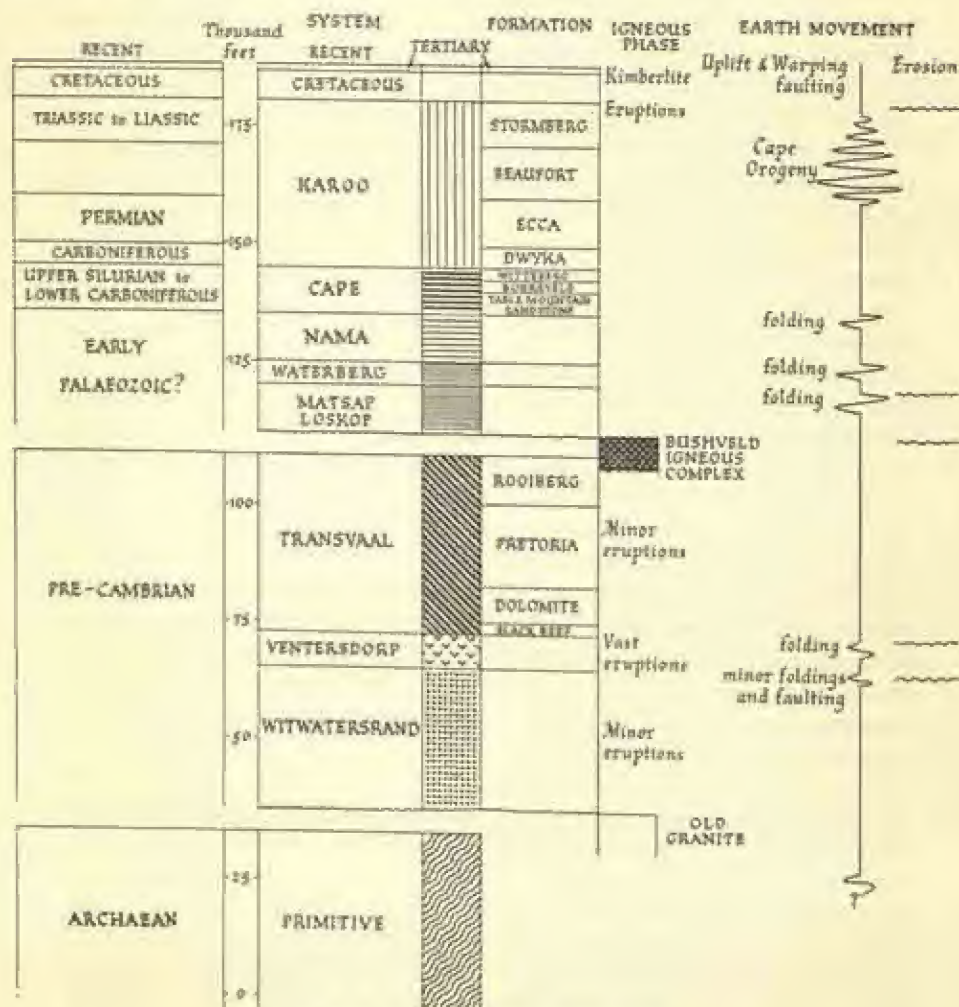 Thousand feet
SYSTEM
FORMATION
IGNEOUS PHASE
EARTH MOVEMENT
RECENT
RECENT
TERTIARY
CRETACEOUS
CRETACEOUS
Kimberlite
Uplift & Warping
faulting
Erosion
TRIASSIC to LIASSIC
175
STORMBERG
Eruptions
KAROO
BEAUFORT
Cape
Orogeny
PERMIAN
ECCA
CARBONIFEROUS
150
DWYKA
UPPER SILURIAN to
LOWER CARBONIFEROUS
CAPE
WITTEBERG
BOKKEVELD
TABLE MOUNTAIN
SANDSTONE
EARLY
PALAEOZOIC?
NAMA
folding
125
WATERBERG
folding
MATSAP
LOSKOP
folding
BUSHVELD
IGNEOUS
COMPLEX
PRE-CAMBRIAN
100
TRANSVAAL
ROOIBERG
PRETORIA
Minor
eruptions
DOLOMITE
75
BLACK REEF
VENTERSDORP
Vast
eruptions
folding
minor foldings
and faulting
WITWATERSRAND
50
Minor
eruptions
OLD
GRANITE
25
ARCHAEAN
PRIMITIVE
?
0